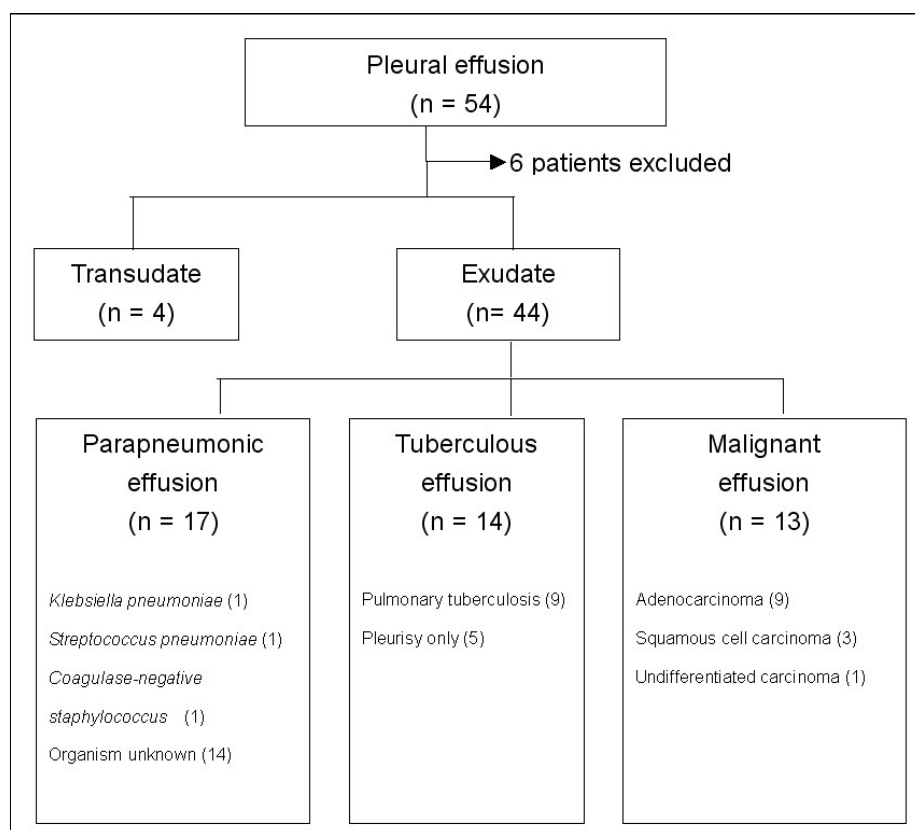 Pleural effusion
(n = 54)
6 patients excluded
Transudate
(n = 4)
Exudate
(n= 44)
Parapneumonic
effusion
(n = 17)
Klebsiella pneumoniae (1)
Streptococcus pneumoniae (1)
Coagulase-negative
staphylococcus (1)
Organism unknown (14)
Tuberculous
effusion
(n = 14)
Pulmonary tuberculosis (9)
Pleurisy only (5)
Malignant
effusion
(n = 13)
Adenocarcinoma (9)
Squamous cell carcinoma (3)
Undifferentiated carcinoma (1)